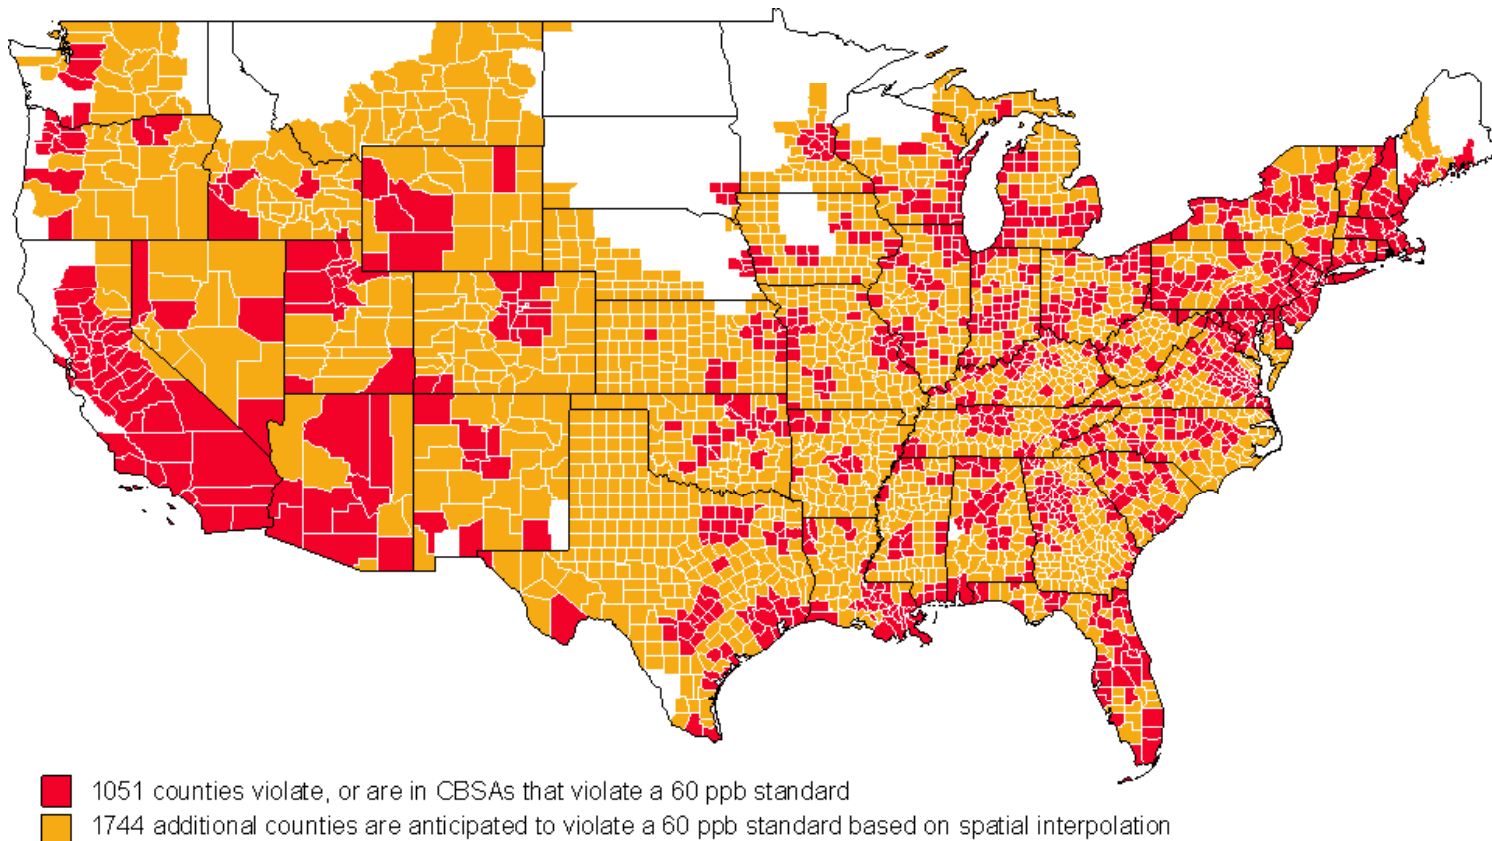 1051 counties violate, or are in CBSAs that violate a 60 ppb standard
1744 additional counties are anticipated to violate a 60 ppb standard based on spatial interpolation